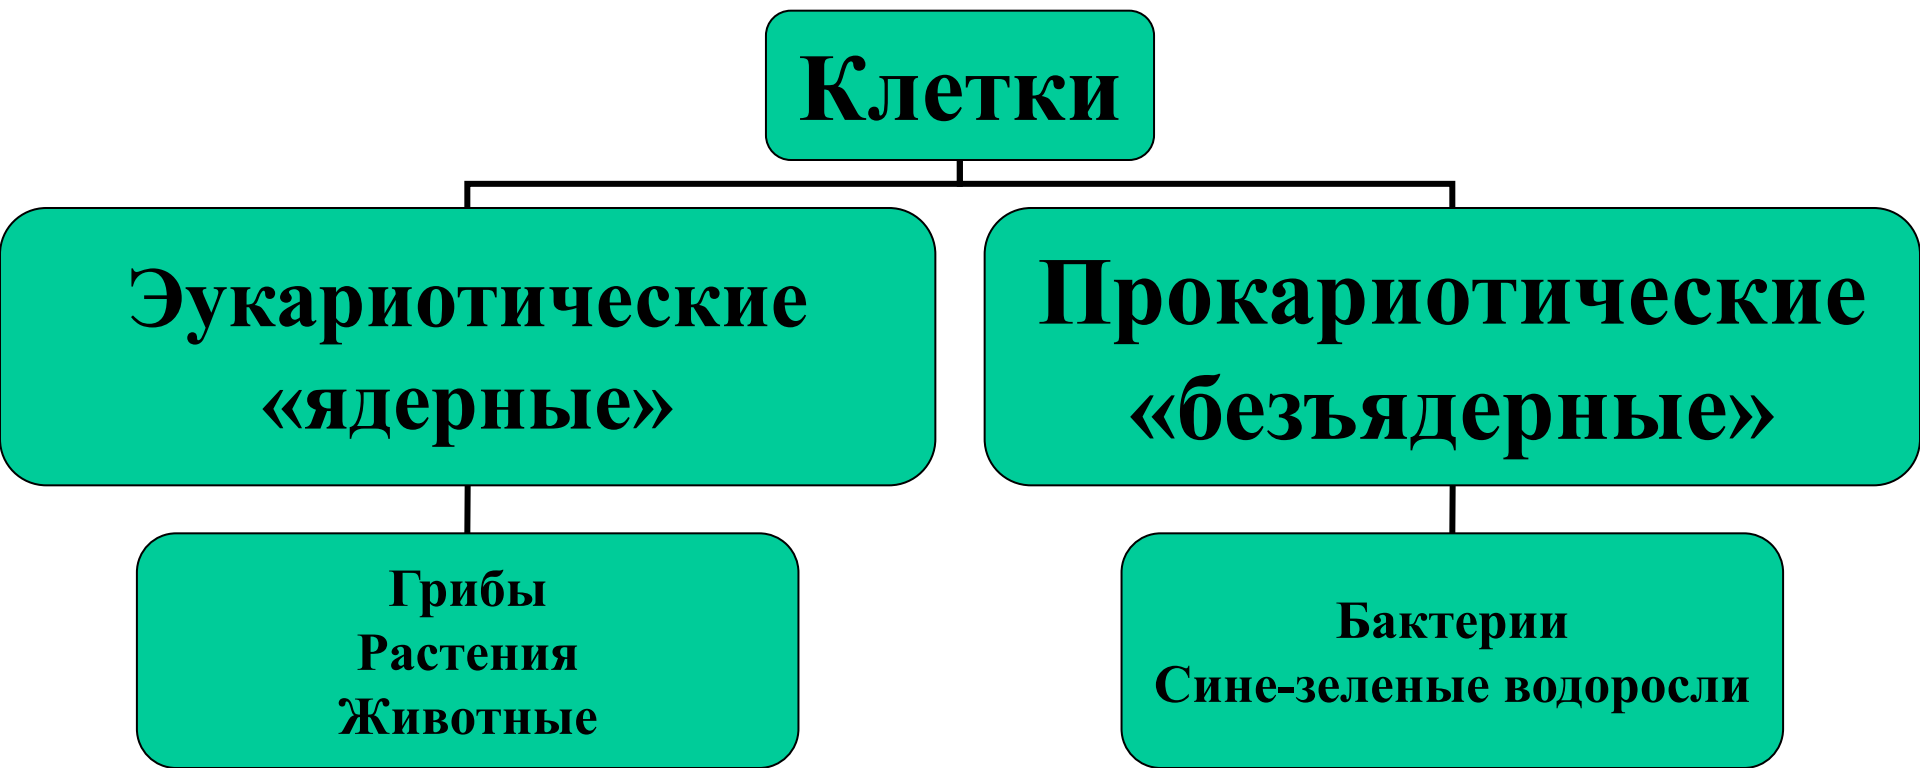 Клетки
Эукариотические
«ядерные»
Прокариотические
«безъядерные»
Грибы
Растения
Животные
Бактерии
Сине-зеленые водоросли